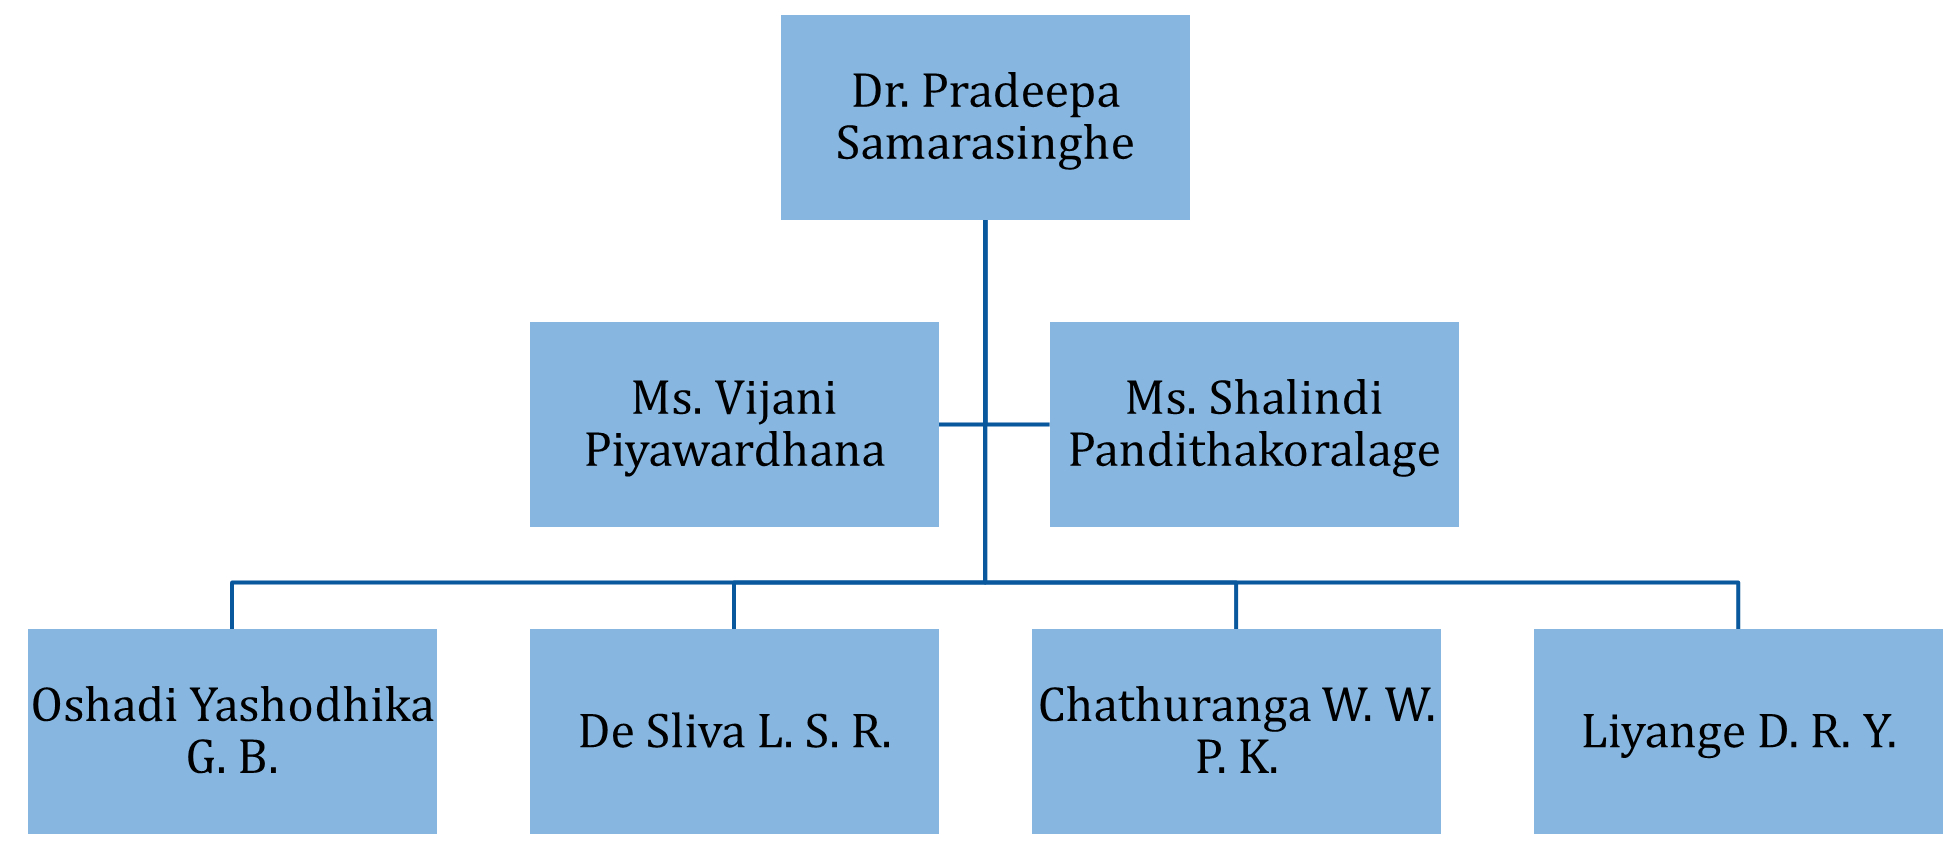 Dr. Pradeepa
Samarasinghe
Ms. Vijani
Piyawardhana
Ms. Shalindi
Pandithakoralage
Oshadi Yashodhika
G. B.
De Sliva L. S. R.
Chathuranga W. W.
P. K.
Liyange D. R. Y.